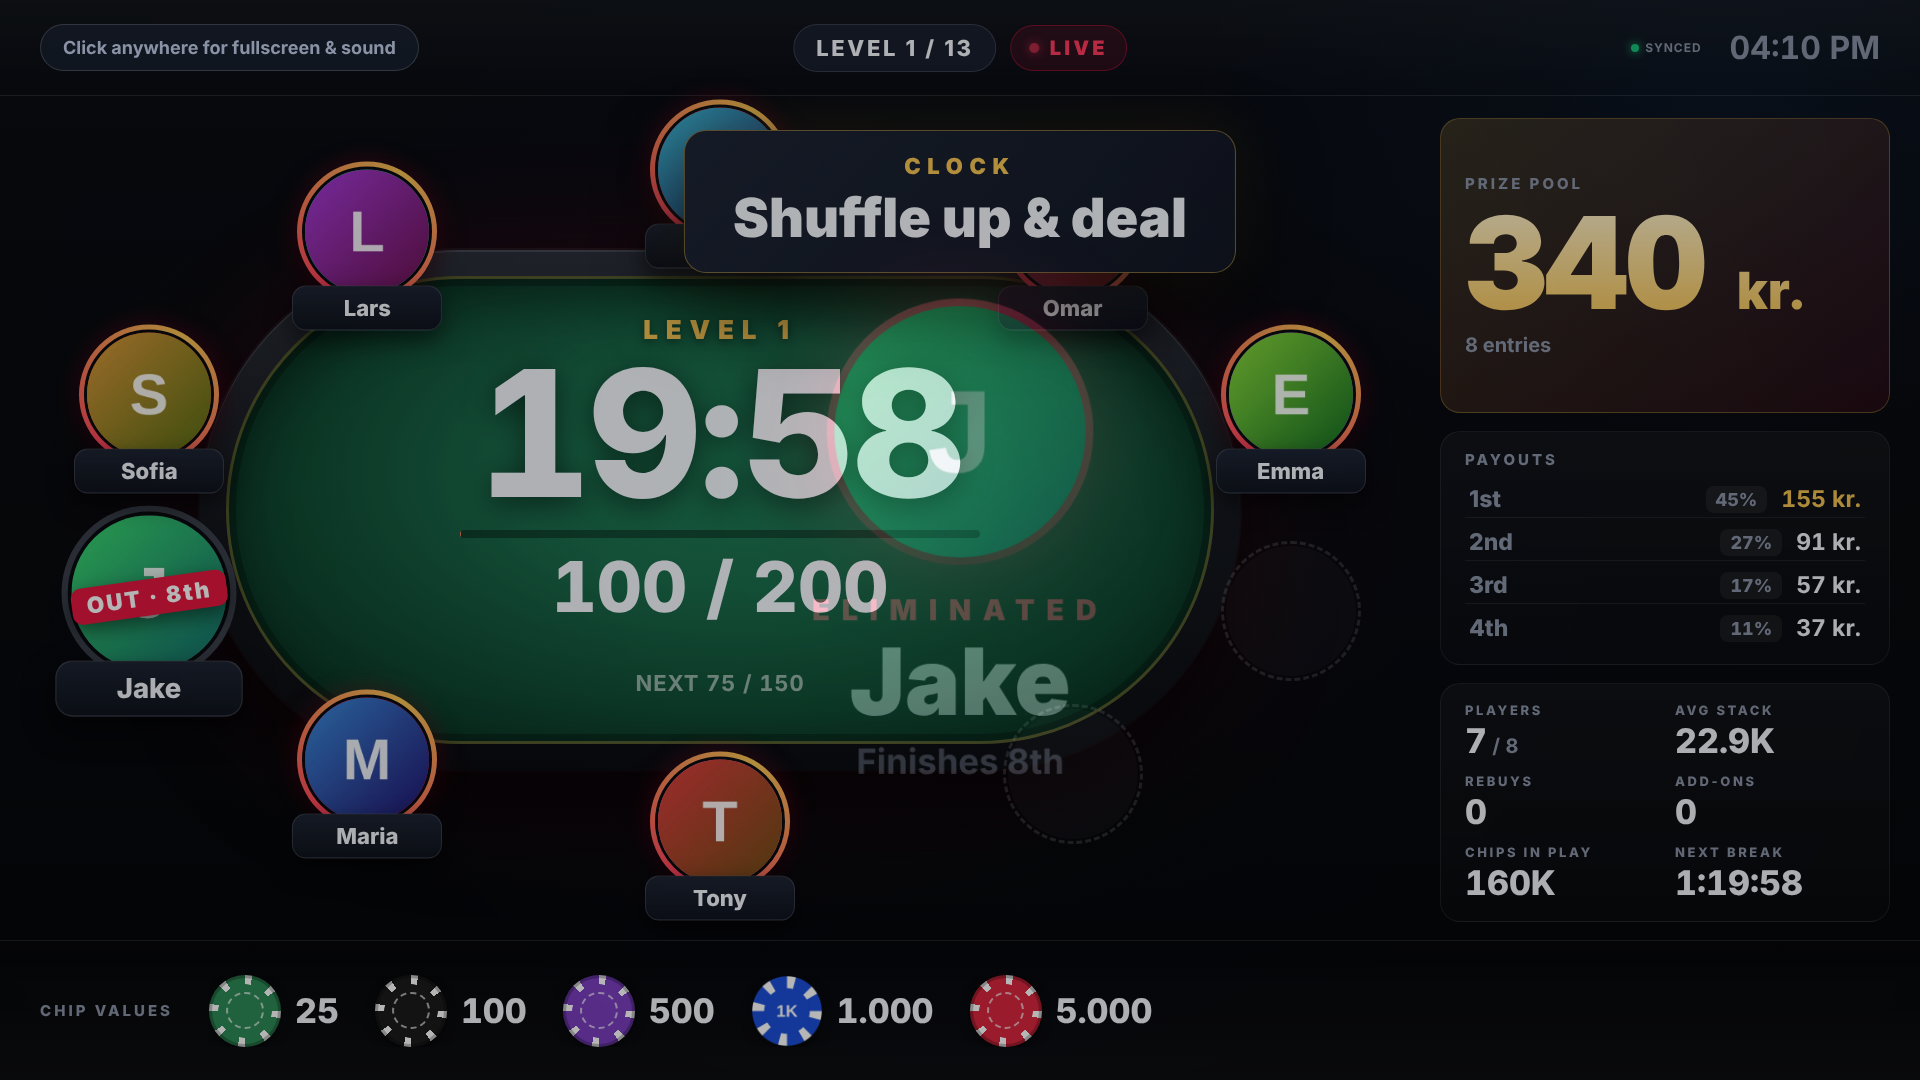 Click anywhere for fullscreen & sound
LEVEL 1 / 13
LIVE
SYNCED
04:10 PM
CLOCK
Shuffle up & deal
L
Lars
Omar
S
Sofia
E
Emma
J
OUT · 8th
Jake
M
Maria
T
Tony
LEVEL 1
19:58
100 / 200
NEXT 75 / 150
J
ELIMINATED
Jake
Finishes 8th
PRIZE POOL
340 kr.
8 entries
PAYOUTS
1st 45% 155 kr.
2nd 27% 91 kr.
3rd 17% 57 kr.
4th 11% 37 kr.
PLAYERS
7 / 8
AVG STACK
22.9K
REBUYS
0
ADD-ONS
0
CHIPS IN PLAY
160K
NEXT BREAK
1:19:58
CHIP VALUES
25
100
500
1K
1.000
5.000